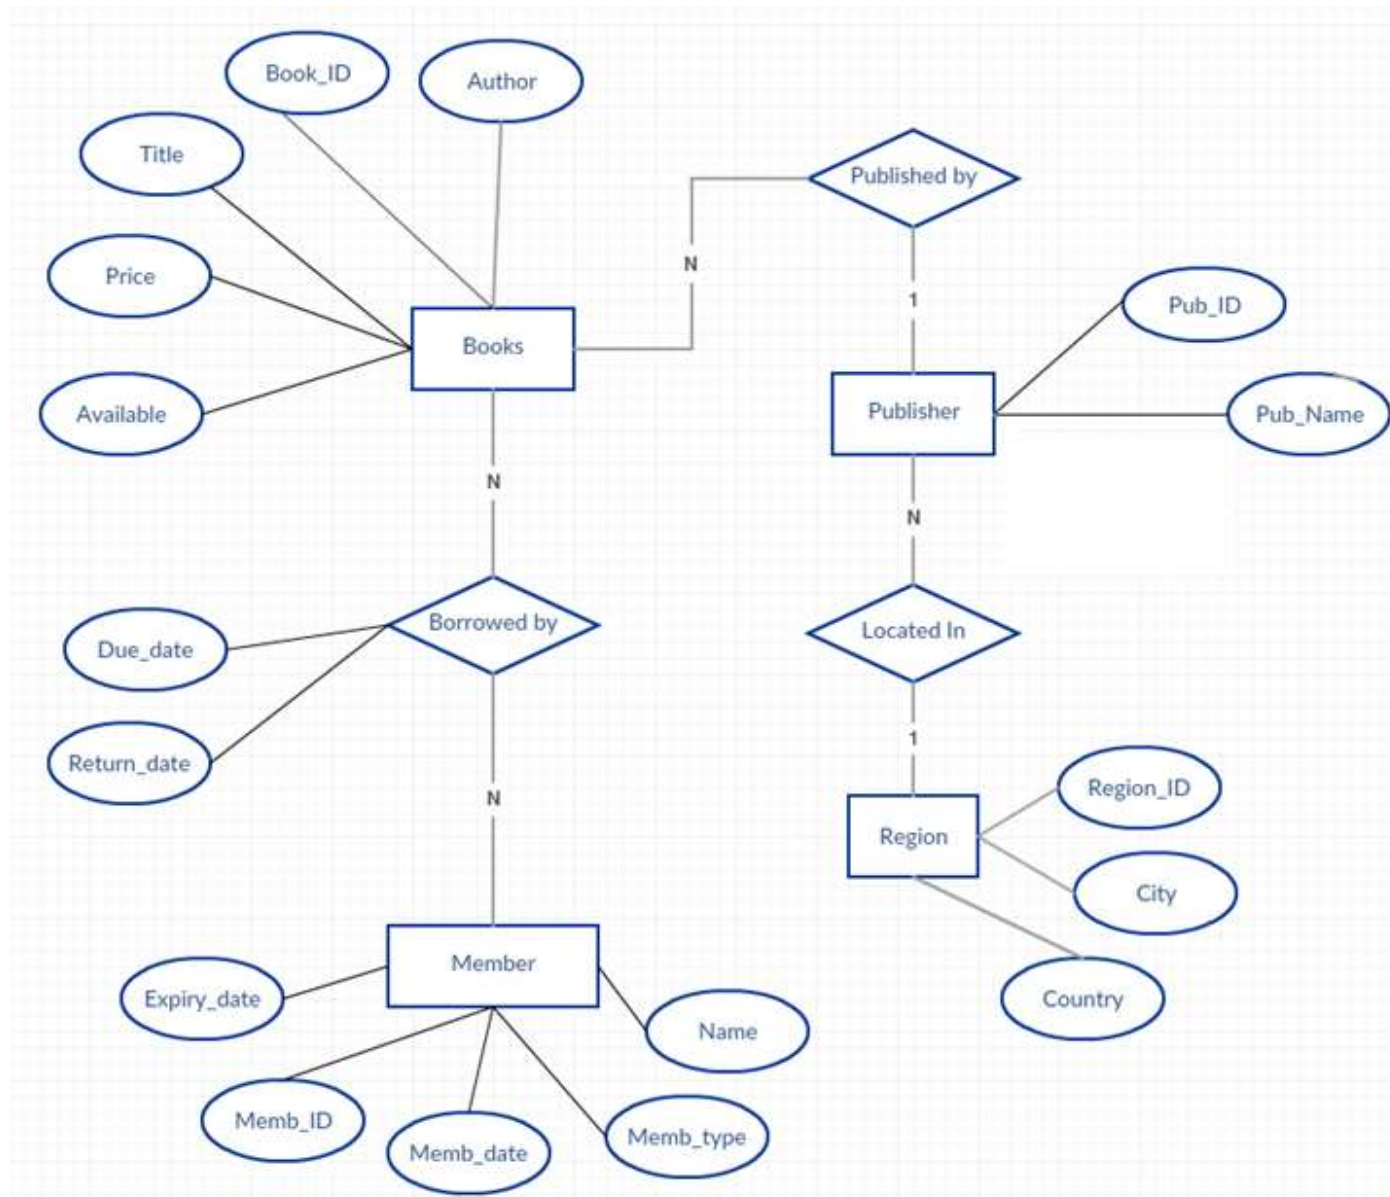 Book_ID
Author
Title
Published by
Price
N
Pub_ID
1
Books
Available
Publisher
Pub_Name
N
N
Due_date
Borrowed by
Located In
Return_date
1
N
Region_ID
Region
City
Member
Expiry_date
Country
Name
Memb_ID
Memb_date
Memb_type